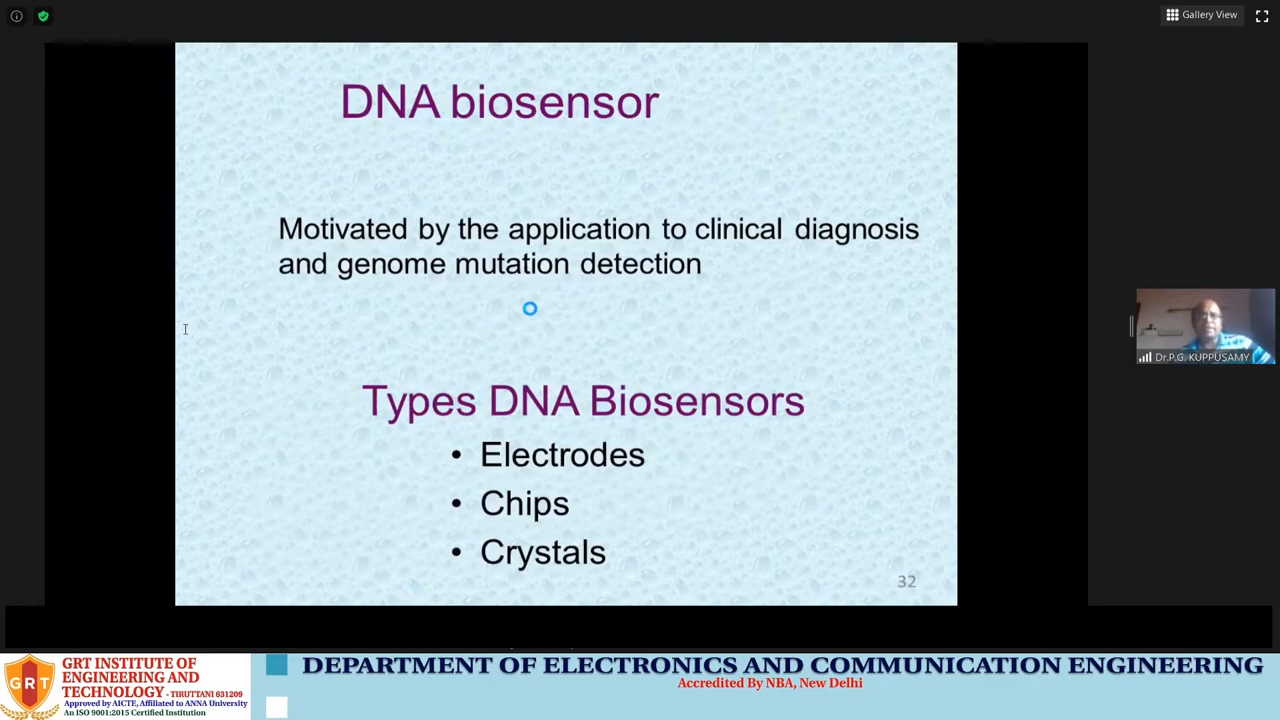 Gallery View
DNA biosensor
Motivated by the application to clinical diagnosis
and genome mutation detection
Dr.P.G. KUPPUSAMY
Types DNA Biosensors
• Electrodes
• Chips
• Crystals
32
GRT
GRT INSTITUTE OF
ENGINEERING AND
TECHNOLOGY - TIRUTTANI 631209
Approved by AICTE, Affiliated to ANNA University
An ISO 9001:2015 Certified Institution
DEPARTMENT OF ELECTRONICS AND COMMUNICATION ENGINEERING
Accredited By NBA, New Delhi